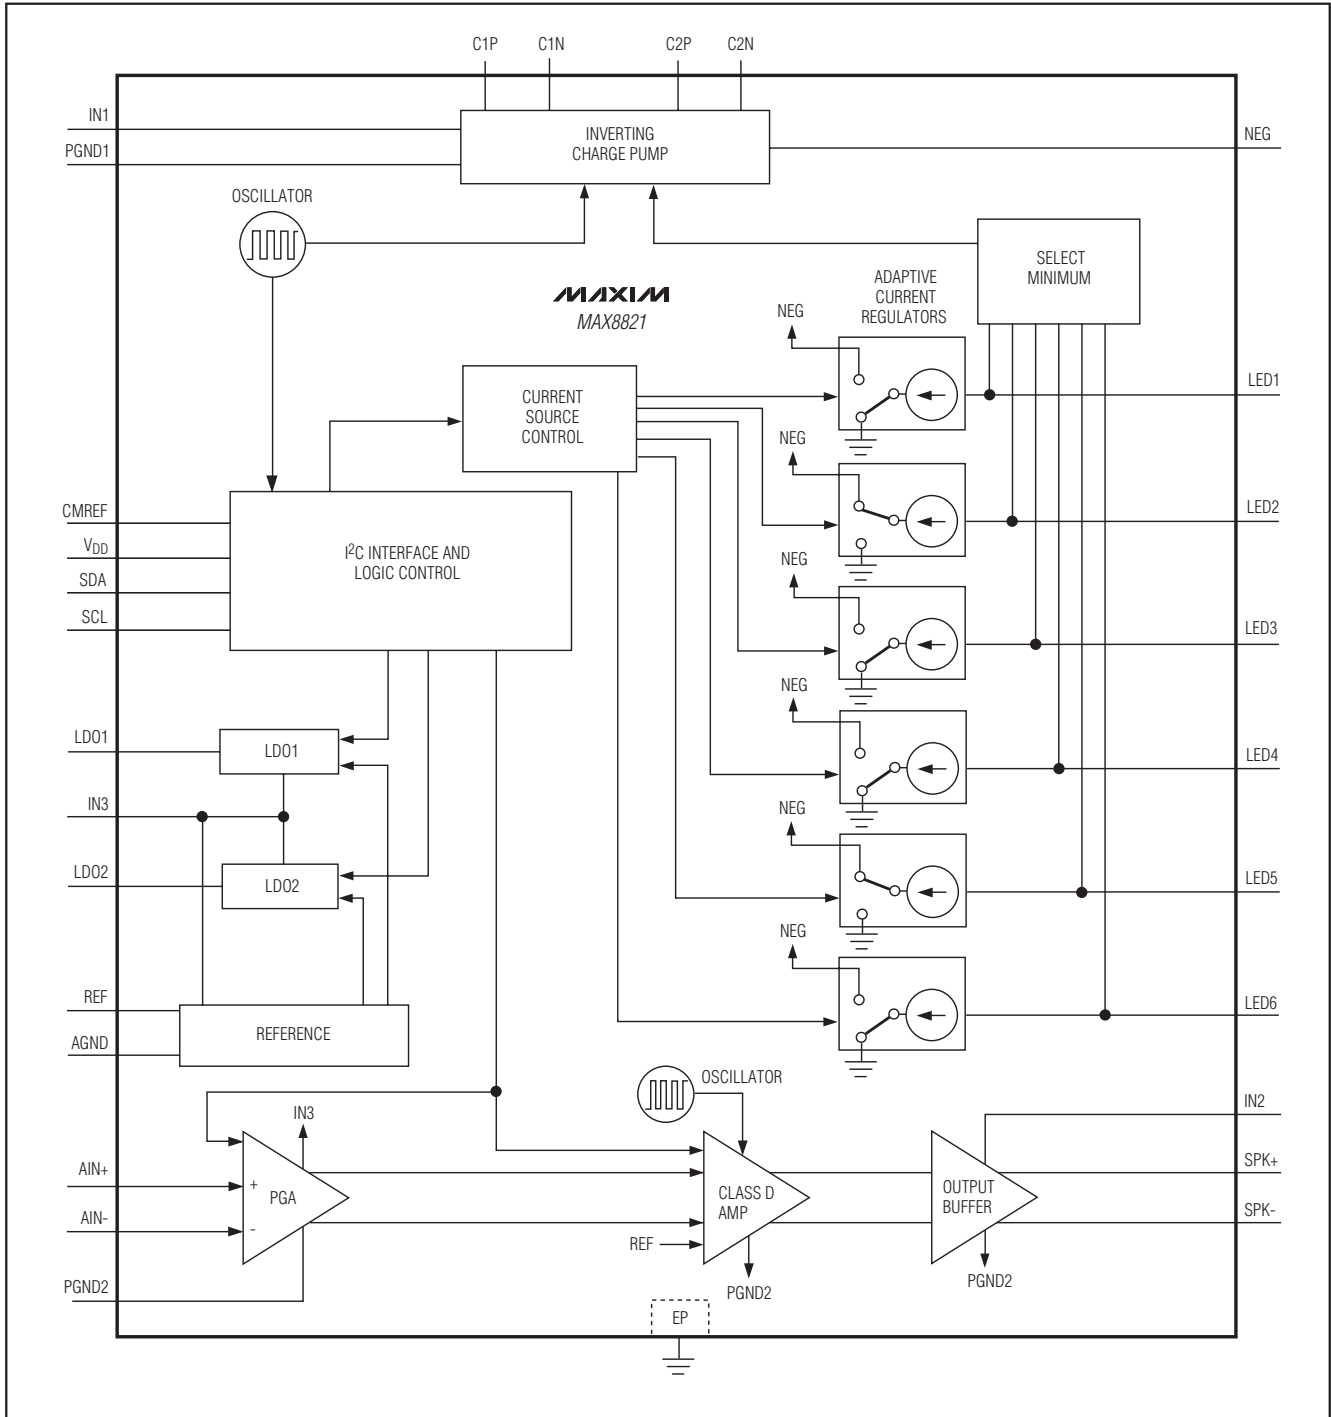 C1P C1N C2P C2N
IN1
INVERTING
CHARGE PUMP
NEG
PGND1
OSCILLATOR
SELECT
MINIMUM
ADAPTIVE
CURRENT
REGULATORS
MAXIM
MAX8821
NEG
LED1
CURRENT
SOURCE
CONTROL
NEG
LED2
CMREF
VDD
SDA
SCL
I2C INTERFACE AND
LOGIC CONTROL
NEG
LED3
NEG
LED4
LDO1
LDO1
IN3
NEG
LED5
LDO2
LDO2
NEG
LED6
REF
AGND
REFERENCE
OSCILLATOR
IN3
IN2
AIN+
+
PGA
AIN-
-
CLASS D
AMP
REF
OUTPUT
BUFFER
SPK+
SPK-
PGND2
PGND2
PGND2
EP